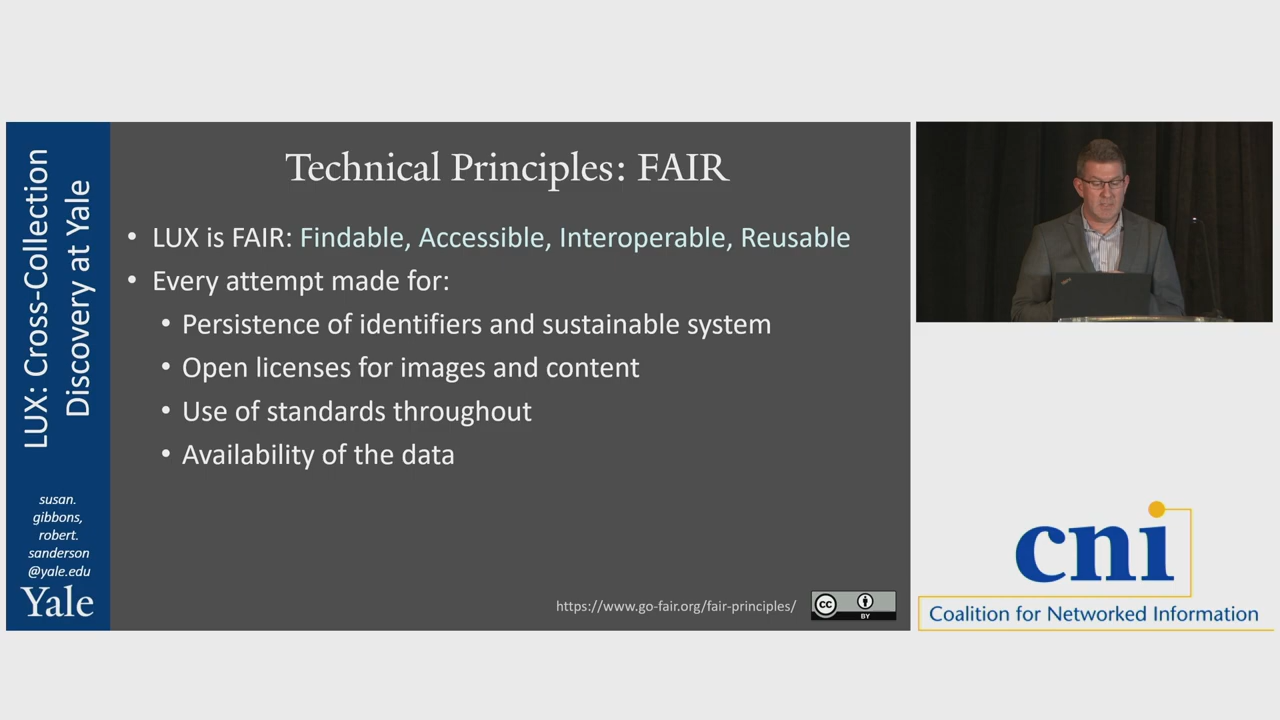 LUX: Cross-Collection
Discovery at Yale
susan.
gibbons,
robert.
sanderson
@yale.edu
Yale
Technical Principles: FAIR
• LUX is FAIR: Findable, Accessible, Interoperable, Reusable
• Every attempt made for:
• Persistence of identifiers and sustainable system
• Open licenses for images and content
• Use of standards throughout
• Availability of the data
https://www.go-fair.org/fair-principles/
cc
BY
cni
Coalition for Networked Information